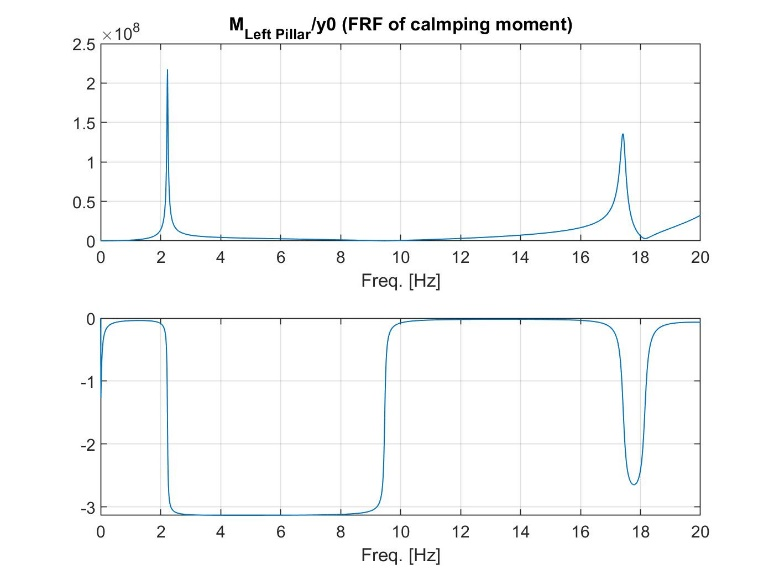 M_Left Pillar/y0 (FRF of calmping moment)
×10^8
2.5
2
1.5
1
0.5
0
0 2 4 6 8 10 12 14 16 18 20
Freq. [Hz]
0
-1
-2
-3
0 2 4 6 8 10 12 14 16 18 20
Freq. [Hz]